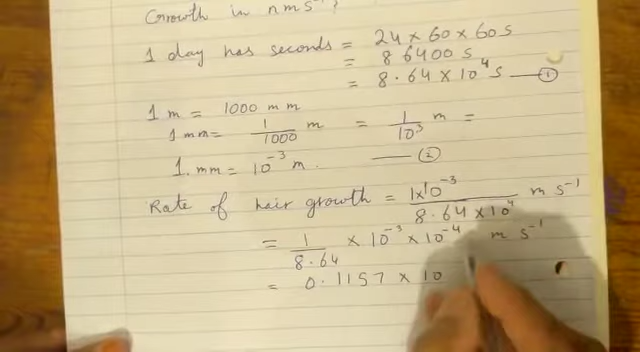 Growth in nms⁻¹?
1 day has seconds = 24 × 60 × 60 s
= 86400 s
= 8.64 × 10⁴ s — ①
1 m = 1000 mm
1 mm = 1/1000 m = 1/10³ m =
1. mm = 10⁻³ m. — ②
Rate of hair growth = 1×10⁻³/8.64×10⁴ m s⁻¹
= 1/8.64 × 10⁻³ × 10⁻⁴ m s⁻¹
= 0.1157 × 10